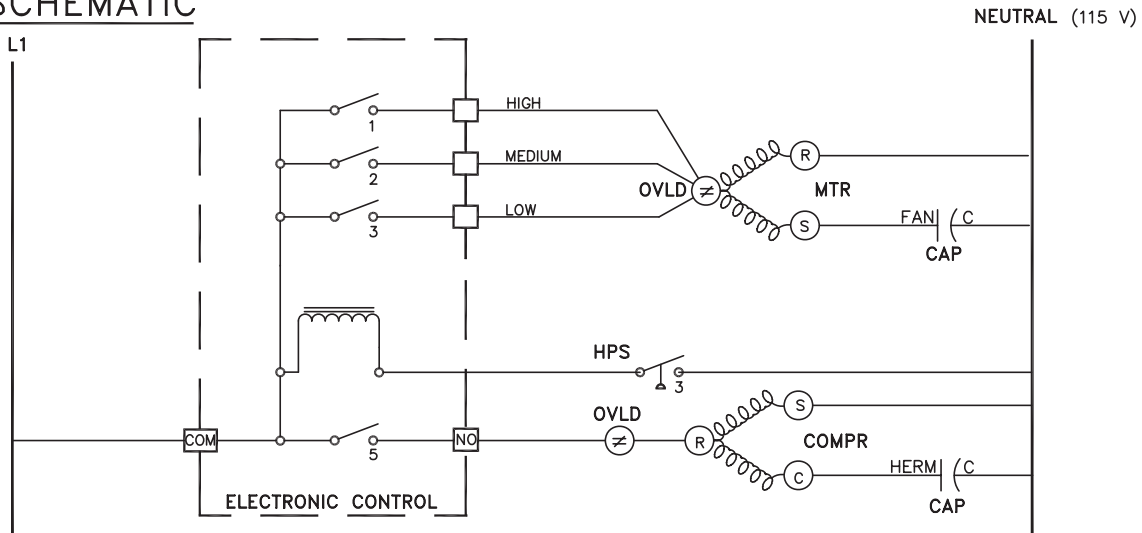 SCHEMATIC
NEUTRAL (115 V)
L1
HIGH
1
MEDIUM
2
LOW
3
OVLD
≠
R
MTR
S
FAN
C
CAP
HPS
3
OVLD
≠
R
S
COMPR
C
HERM
C
CAP
COM
5
NO
ELECTRONIC CONTROL